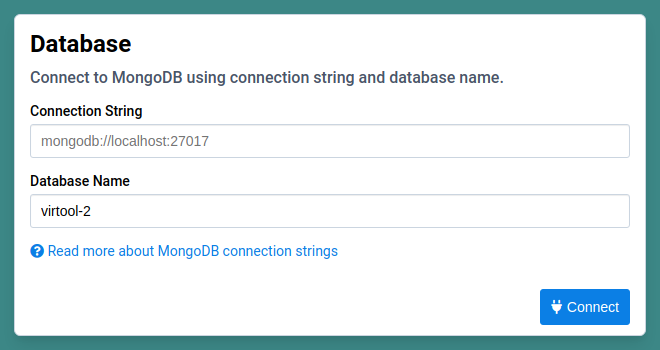 Database
Connect to MongoDB using connection string and database name.
Connection String
mongodb://localhost:27017
Database Name
virtool-2
Read more about MongoDB connection strings
Connect